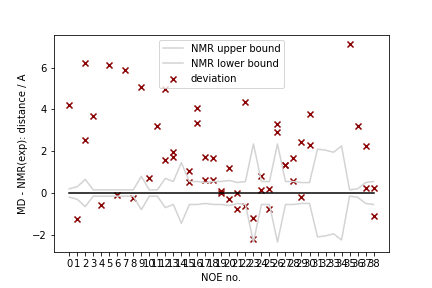 NMR upper bound
NMR lower bound
deviation
6
4
2
0
−2
MD - NMR(exp): distance / A
0 1 2 3 4 5 6 7 8 9 10 11 12 13 14 15 16 17 18 19 20 21 22 23 24 25 26 27 28 29 30 31 32 33 34 35 36 37 38
NOE no.